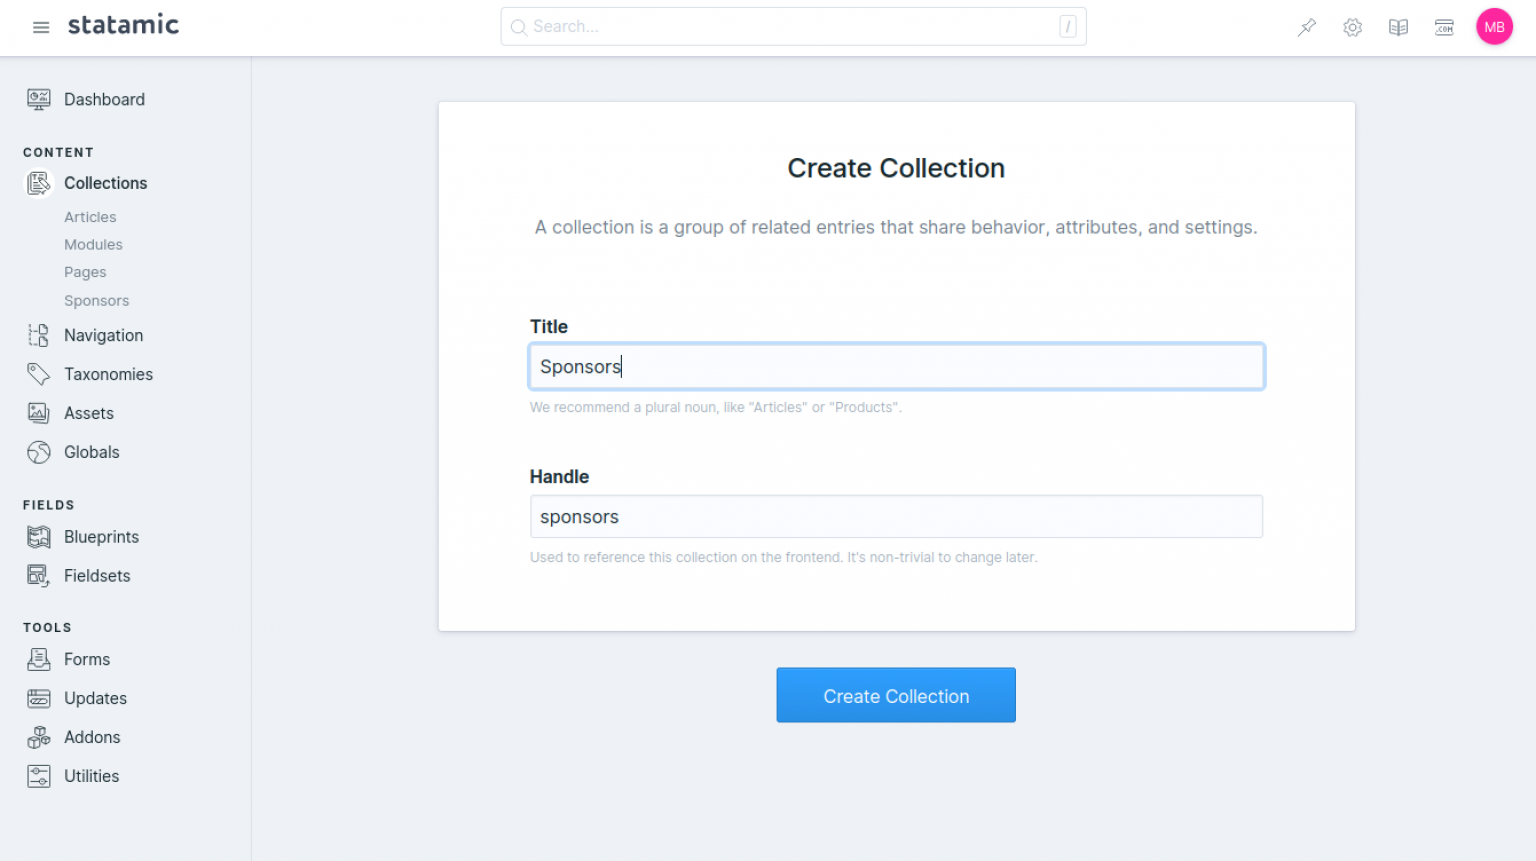 statamic
Search...
/
MB
Dashboard
CONTENT
Collections
Articles
Modules
Pages
Sponsors
Navigation
Taxonomies
Assets
Globals
FIELDS
Blueprints
Fieldsets
TOOLS
Forms
Updates
Addons
Utilities
Create Collection
A collection is a group of related entries that share behavior, attributes, and settings.
Title
Sponsors
We recommend a plural noun, like "Articles" or "Products".
Handle
sponsors
Used to reference this collection on the frontend. It's non-trivial to change later.
Create Collection